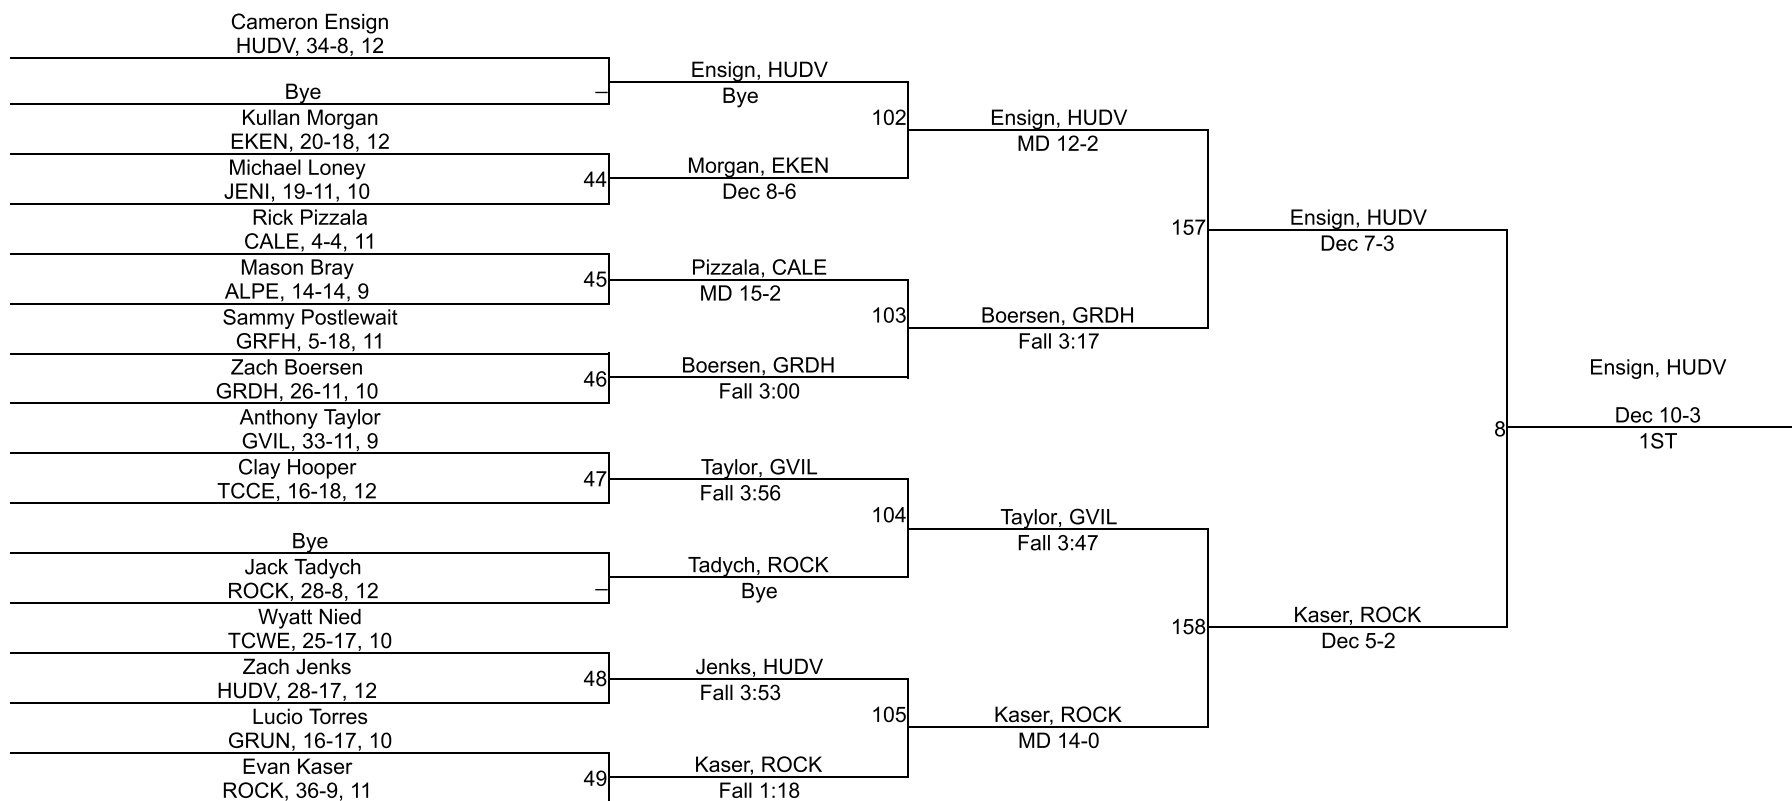 Cameron Ensign
HUDV, 34-8, 12
Bye
Kullan Morgan
EKEN, 20-18, 12
Michael Loney
JENI, 19-11, 10
Rick Pizzala
CALE, 4-4, 11
Mason Bray
ALPE, 14-14, 9
Sammy Postlewait
GRFH, 5-18, 11
Zach Boersen
GRDH, 26-11, 10
Anthony Taylor
GVIL, 33-11, 9
Clay Hooper
TCCE, 16-18, 12
Bye
Jack Tadych
ROCK, 28-8, 12
Wyatt Nied
TCWE, 25-17, 10
Zach Jenks
HUDV, 28-17, 12
Lucio Torres
GRUN, 16-17, 10
Evan Kaser
ROCK, 36-9, 11
–
44
45
46
47
–
48
49
Ensign, HUDV
Bye
Morgan, EKEN
Dec 8-6
Pizzala, CALE
MD 15-2
Boersen, GRDH
Fall 3:00
Taylor, GVIL
Fall 3:56
Tadych, ROCK
Bye
Jenks, HUDV
Fall 3:53
Kaser, ROCK
Fall 1:18
102
103
104
105
Ensign, HUDV
MD 12-2
Boersen, GRDH
Fall 3:17
Taylor, GVIL
Fall 3:47
Kaser, ROCK
MD 14-0
157
158
Ensign, HUDV
Dec 7-3
Kaser, ROCK
Dec 5-2
8
Ensign, HUDV
Dec 10-3
1ST